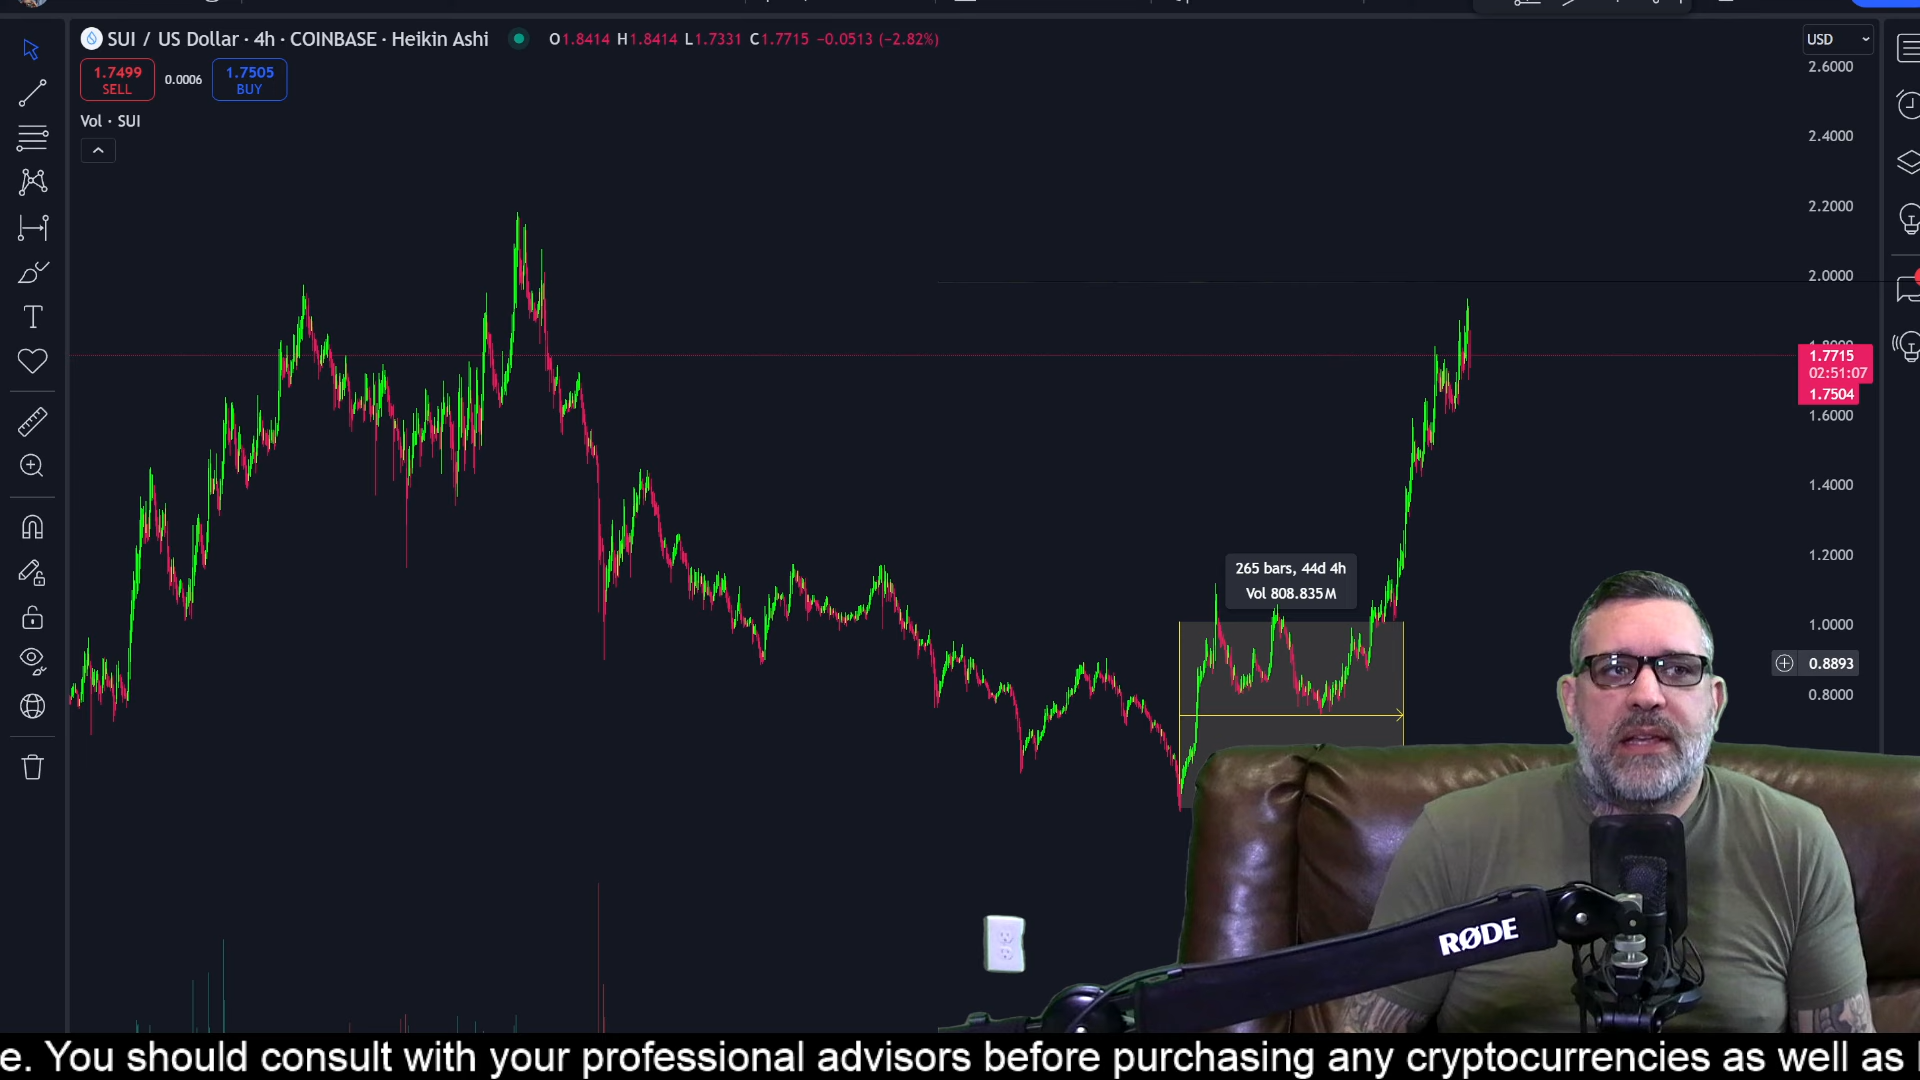 SUI / US Dollar · 4h · COINBASE · Heikin Ashi O1.8414 H1.8414 L1.7331 C1.7715 −0.0513 (−2.82%)
USD
1.7499
SELL
0.0006
1.7505
BUY
Vol · SUI
2.6000
2.4000
2.2000
2.0000
1.8000
1.7715
02:51:07
1.7504
1.6000
1.4000
1.2000
265 bars, 44d 4h
Vol 808.835M
1.0000
0.8893
0.8000
RØDE
e. You should consult with your professional advisors before purchasing any cryptocurrencies as well as